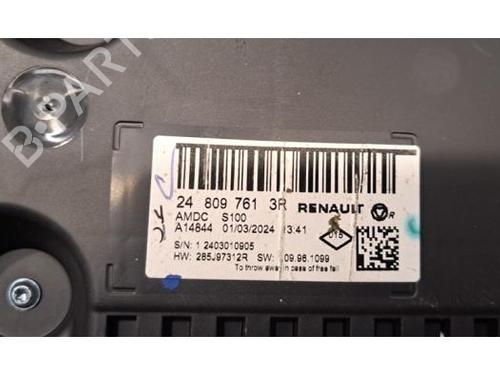 B-PARTS
24 809 761 3R RENAULT
AMDC S100
A14844 01/03/2024 13:41
S/N: 1 2403010905
HW: 285J97312R SW: 09.96.1099
To throw away in case of free fall